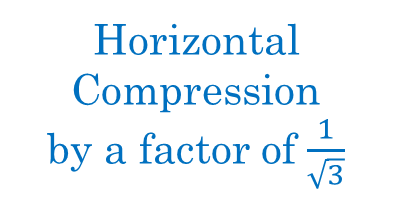 Horizontal
Compression
by a factor of 1/√3